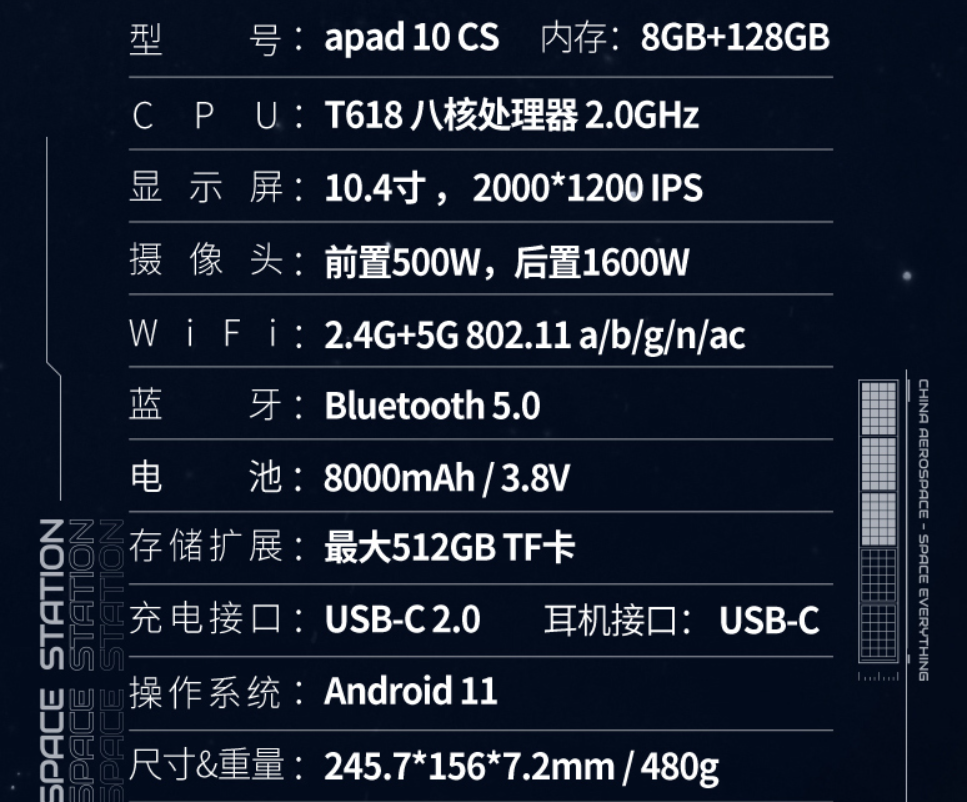 型号：apad 10 CS 内存：8GB+128GB
CPU：T618 八核处理器 2.0GHz
显示屏：10.4寸， 2000*1200 IPS
摄像头：前置500W，后置1600W
WiFi：2.4G+5G 802.11 a/b/g/n/ac
蓝牙：Bluetooth 5.0
电池：8000mAh / 3.8V
存储扩展：最大512GB TF卡
充电接口：USB-C 2.0 耳机接口： USB-C
操作系统：Android 11
尺寸&重量：245.7*156*7.2mm / 480g
SPACE STATION
SPACE STATION
SPACE STATION
CHINA AEROSPACE - SPACE EVERYTHING